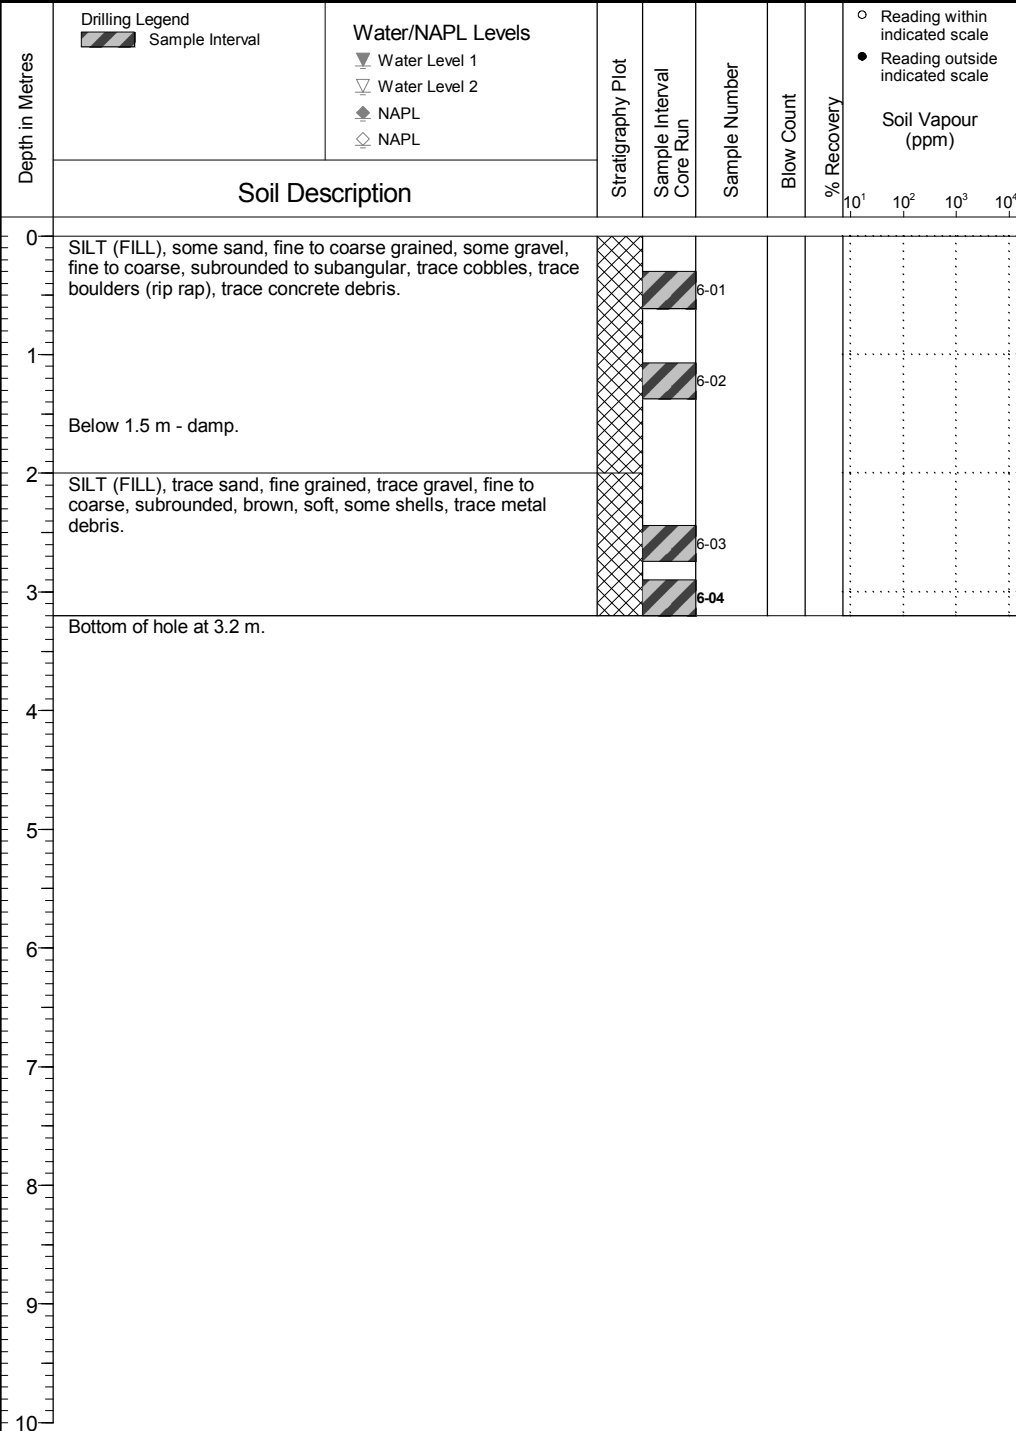 Drilling Legend
Sample Interval
Water/NAPL Levels
Water Level 1
Water Level 2
NAPL
NAPL
Depth in Metres
Soil Description
Stratigraphy Plot
Sample Interval
Core Run
Sample Number
Blow Count
% Recovery
Reading within
indicated scale
Reading outside
indicated scale
Soil Vapour
(ppm)
10¹ 10² 10³ 10⁴
0
SILT (FILL), some sand, fine to coarse grained, some gravel,
fine to coarse, subrounded to subangular, trace cobbles, trace
boulders (rip rap), trace concrete debris.
6-01
1
6-02
Below 1.5 m - damp.
2
SILT (FILL), trace sand, fine grained, trace gravel, fine to
coarse, subrounded, brown, soft, some shells, trace metal
debris.
6-03
3
6-04
Bottom of hole at 3.2 m.
4
5
6
7
8
9
10